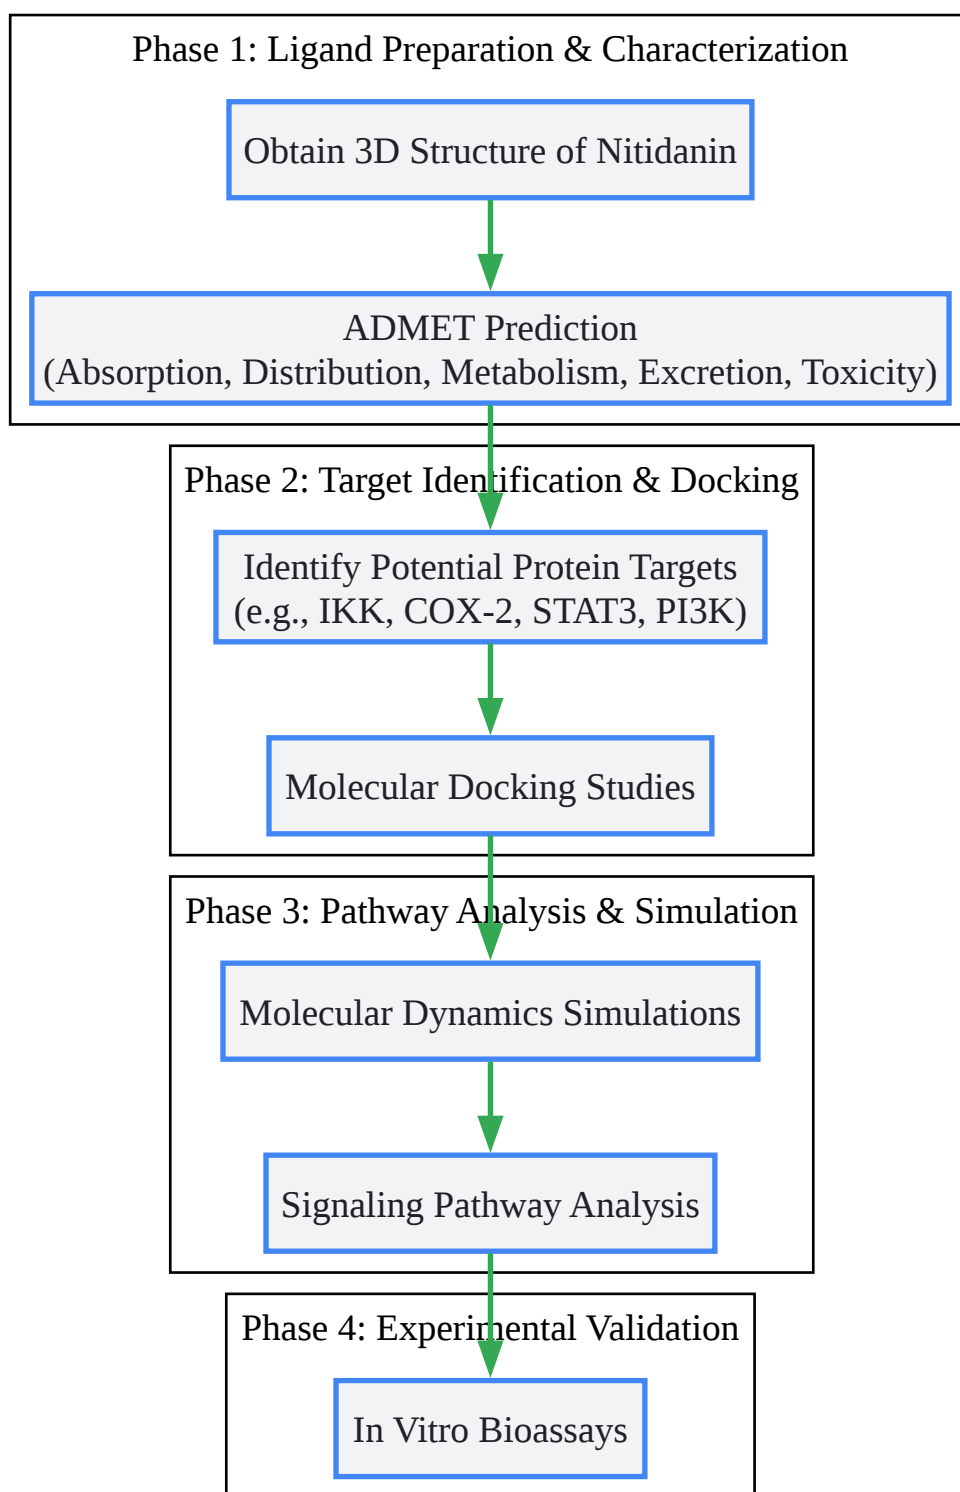 Phase 1: Ligand Preparation & Characterization
Obtain 3D Structure of Nitidanin
ADMET Prediction
(Absorption, Distribution, Metabolism, Excretion, Toxicity)
Phase 2: Target Identification & Docking
Identify Potential Protein Targets
(e.g., IKK, COX-2, STAT3, PI3K)
Molecular Docking Studies
Phase 3: Pathway Analysis & Simulation
Molecular Dynamics Simulations
Signaling Pathway Analysis
Phase 4: Experimental Validation
In Vitro Bioassays